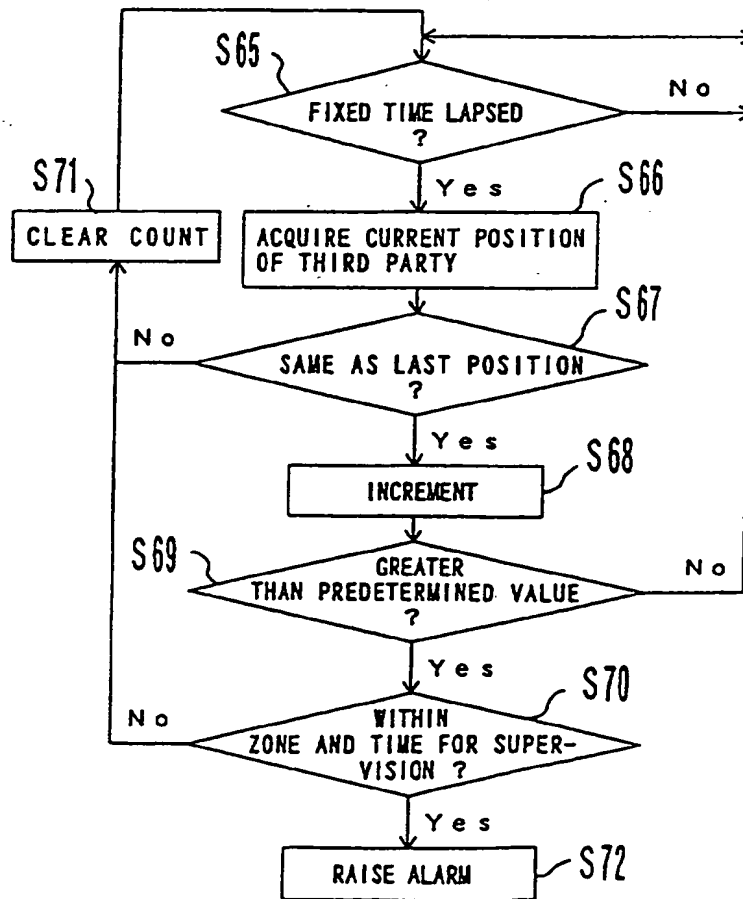 S65
FIXED TIME LAPSED
?
No
Yes
S71
CLEAR COUNT
S66
ACQUIRE CURRENT POSITION
OF THIRD PARTY
S67
No
SAME AS LAST POSITION
?
Yes
S68
INCREMENT
S69
GREATER
THAN PREDETERMINED VALUE
?
No
Yes
S70
No
WITHIN
ZONE AND TIME FOR SUPER-
VISION ?
Yes
RAISE ALARM
S72